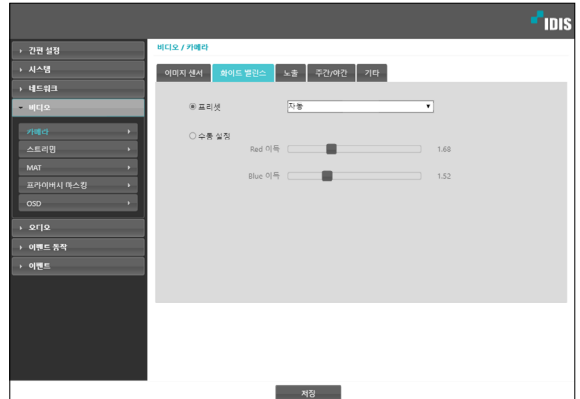 IDIS
간편 설정
시스템
네트워크
비디오
카메라
스트리밍
MAT
프라이버시 마스킹
OSD
오디오
이벤트 동작
이벤트
비디오 / 카메라
이미지 센서 화이트 밸런스 노출 주간/야간 기타
프리셋 자동
수동 설정
Red 이득 1.68
Blue 이득 1.52
저장